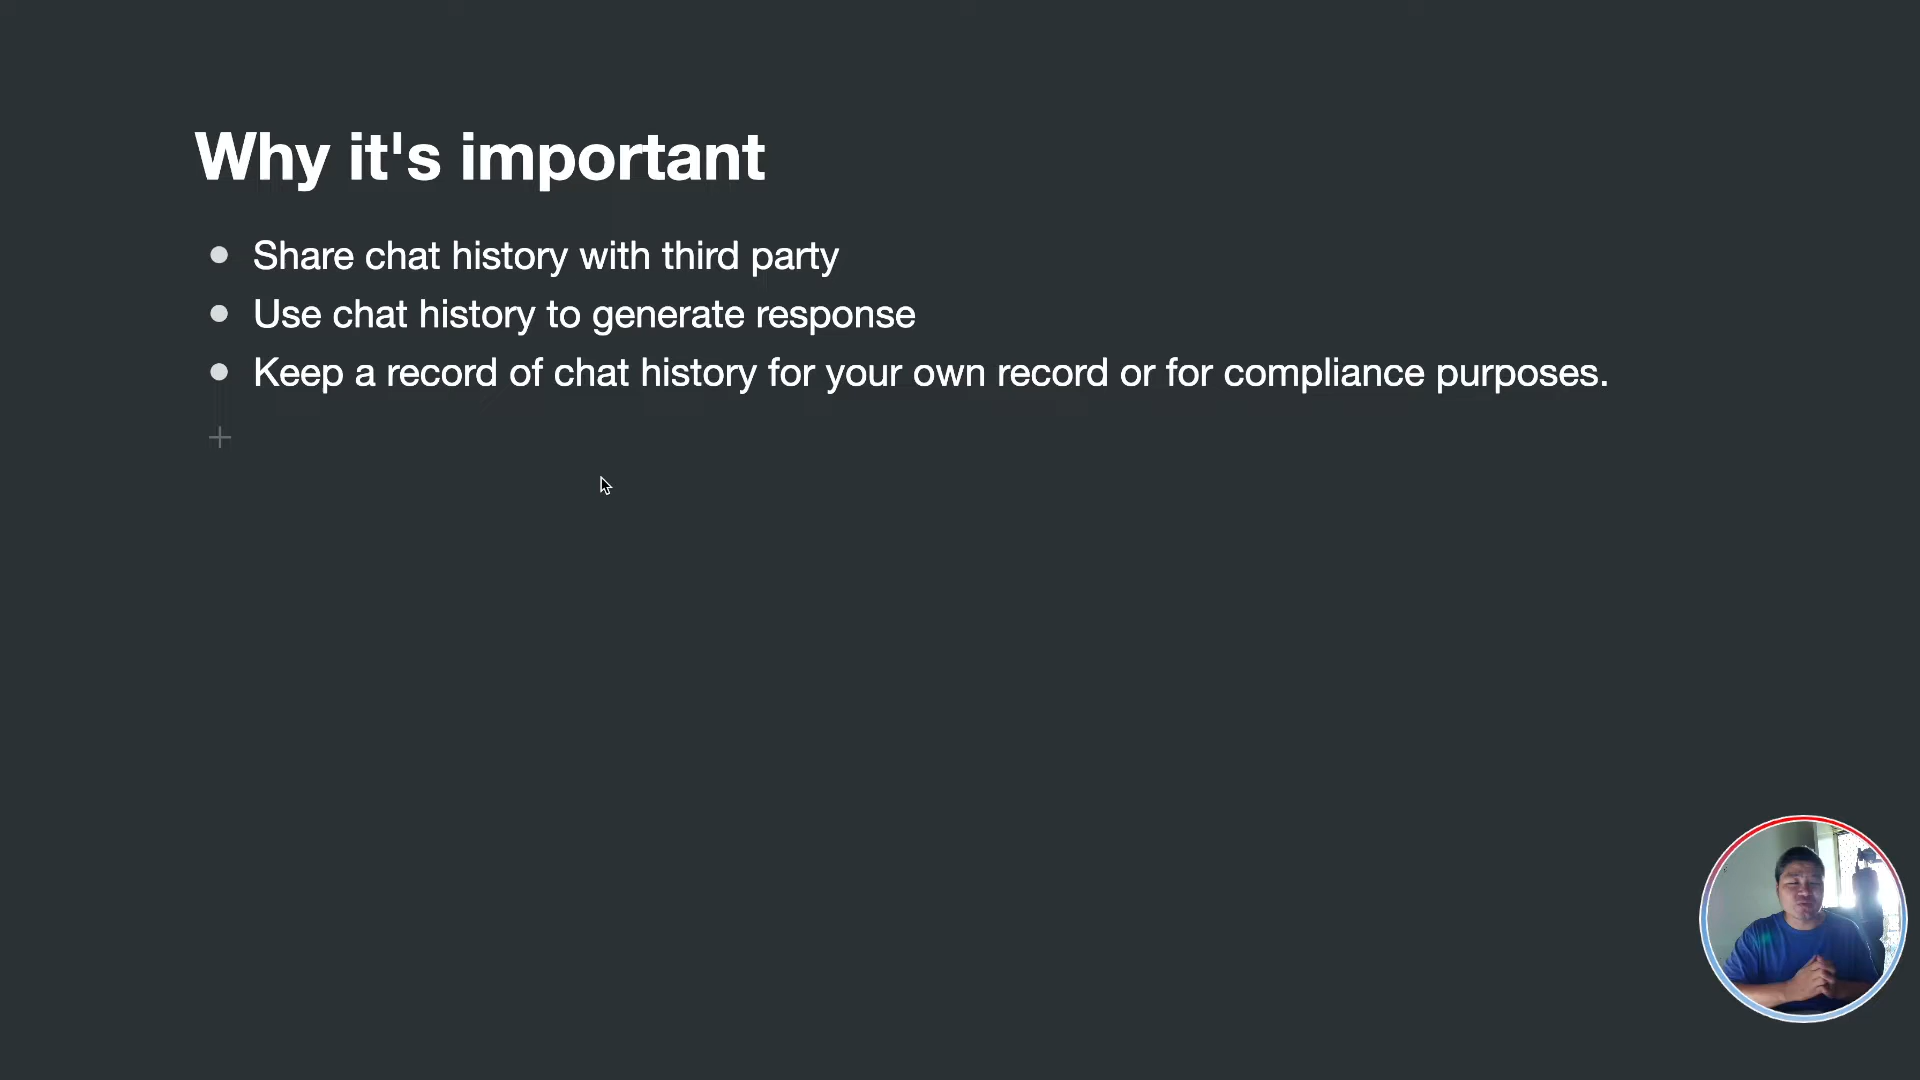 Why it's important
Share chat history with third party
Use chat history to generate response
Keep a record of chat history for your own record or for compliance purposes.